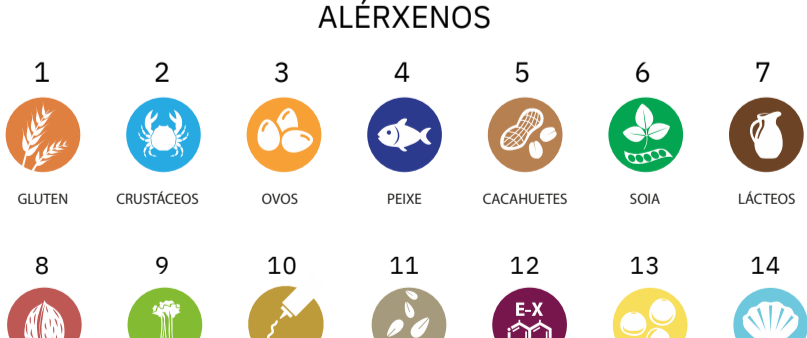 ALÉRXENOS
1 2 3 4 5 6 7
GLUTEN CRUSTÁCEOS OVOS PEIXE CACAHUETES SOIA LÁCTEOS
8 9 10 11 12 13 14
E-X